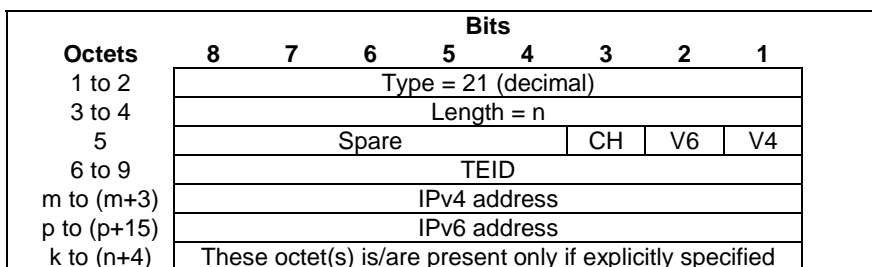 Bits
Octets 8 7 6 5 4 3 2 1
1 to 2 Type = 21 (decimal)
3 to 4 Length = n
5 Spare CH V6 V4
6 to 9 TEID
m to (m+3) IPv4 address
p to (p+15) IPv6 address
k to (n+4) These octet(s) is/are present only if explicitly specified